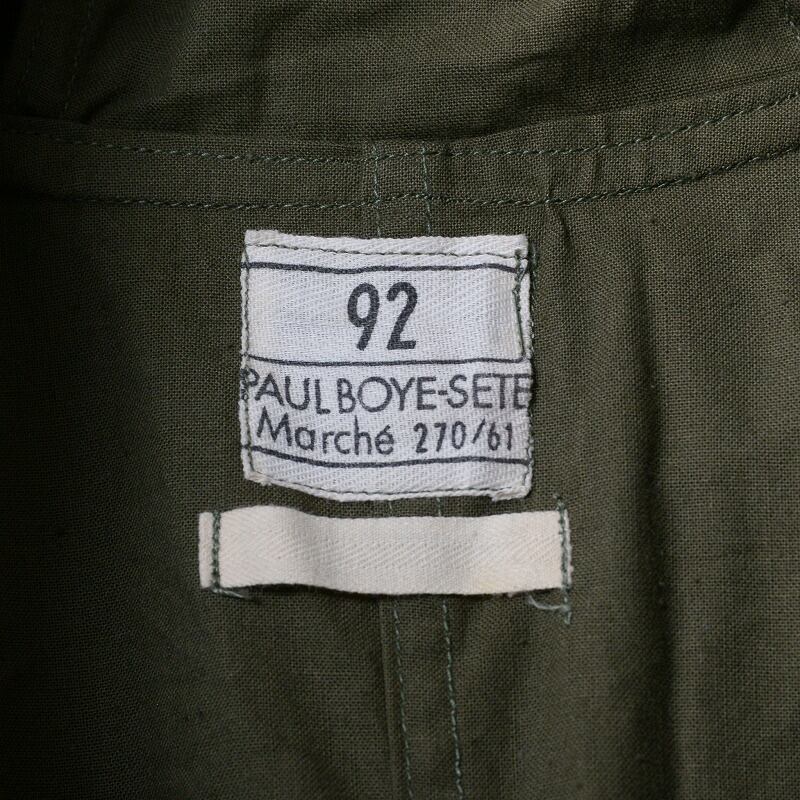 92
PAUL BOYE-SETE
Marché 270/61